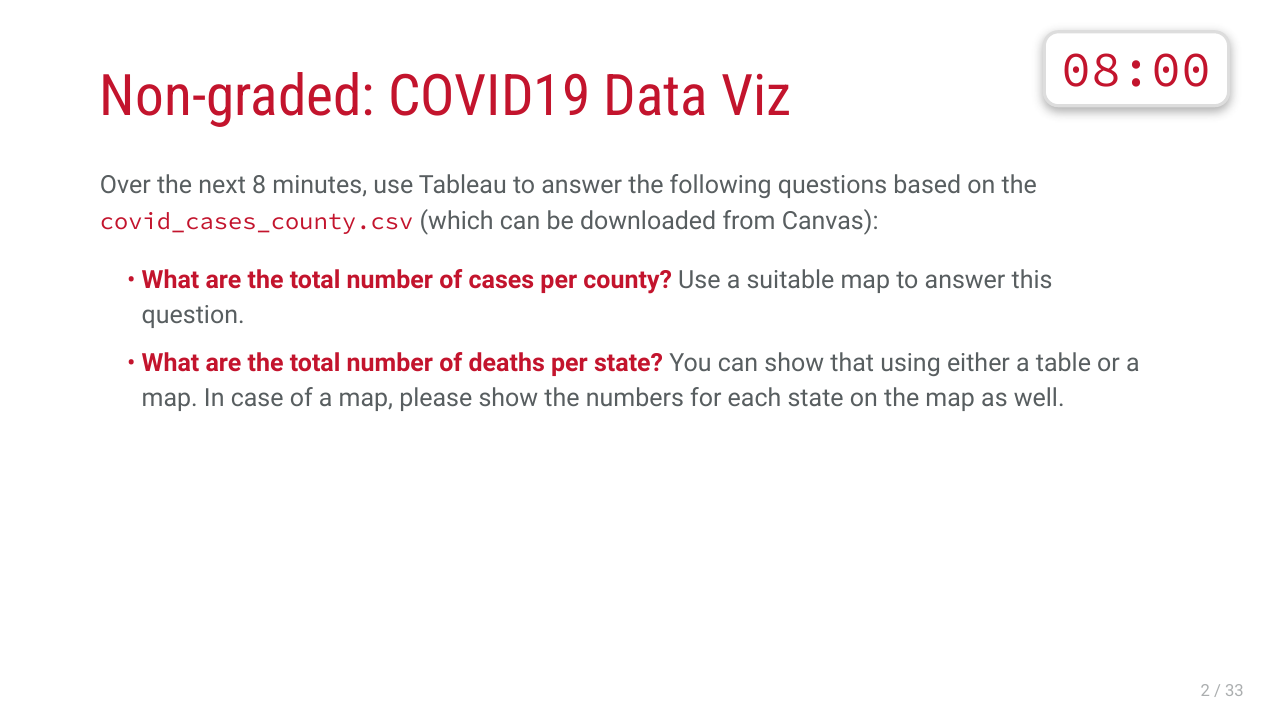 Non-graded: COVID19 Data Viz
08:00
Over the next 8 minutes, use Tableau to answer the following questions based on the
covid_cases_county.csv (which can be downloaded from Canvas):
• What are the total number of cases per county? Use a suitable map to answer this
question.
• What are the total number of deaths per state? You can show that using either a table or a
map. In case of a map, please show the numbers for each state on the map as well.
2 / 33